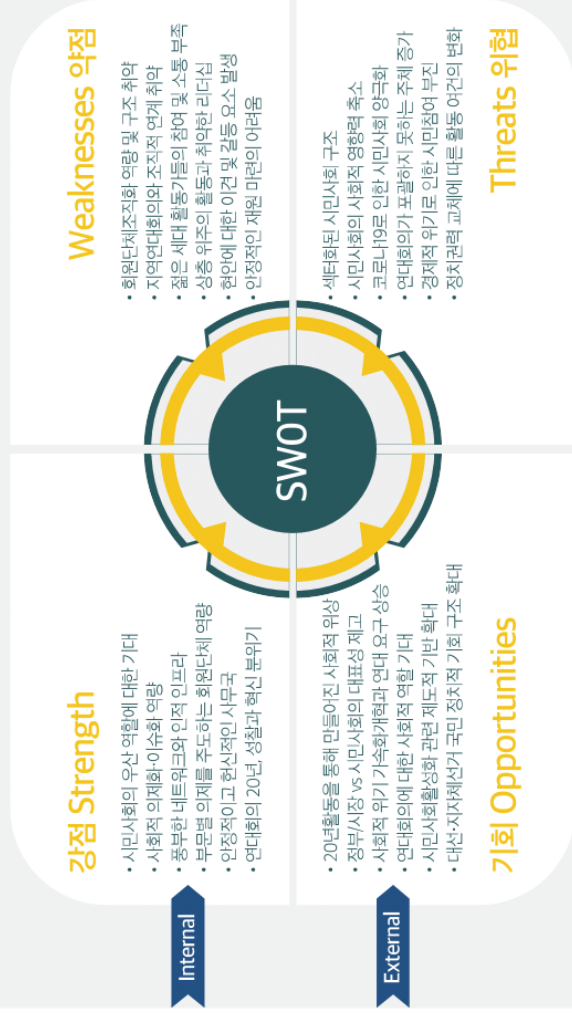 강점 Strength
• 시민사회의 우산 역할에 대한 기대
• 사회적 의제화·이슈화 역량
• 풍부한 네트워크와 인적 인프라
• 부문별 의제를 주도하는 회원단체 역량
• 안정적이고 헌신적인 사무국
• 연대회의 20년, 성찰과 혁신 분위기
Weaknesses 약점
• 회원단체조직화 역량 및 구조 취약
• 지역연대회의와 조직적 연계 취약
• 젊은 세대 활동가들의 참여 및 소통 부족
• 상층 위주의 활동과 취약한 리더십
• 현안에 대한 이견 및 갈등 요소 발생
• 안정적인 재원 마련의 어려움
Internal
SWOT
External
• 20년활동을 통해 만들어진 사회적 위상
• 정부/시장 vs 시민사회의 대표성 제고
• 사회적 위기 가속화개혁과 연대 요구 상승
• 연대회의에 대한 사회적 역할 기대
• 시민사회활성화 관련 제도적 기반 확대
• 대선·지자체선거 국민 정치적 기회 구조 확대
기회 Opportunities
• 섹터화된 시민사회 구조
• 시민사회의 사회적 영향력 축소
• 코로나19로 인한 시민사회 양극화
• 연대회의가 포괄하지 못하는 주체 증가
• 경제적 위기로 인한 시민참여 부진
• 정치권력 교체에 따른 활동 여건의 변화
Threats 위협